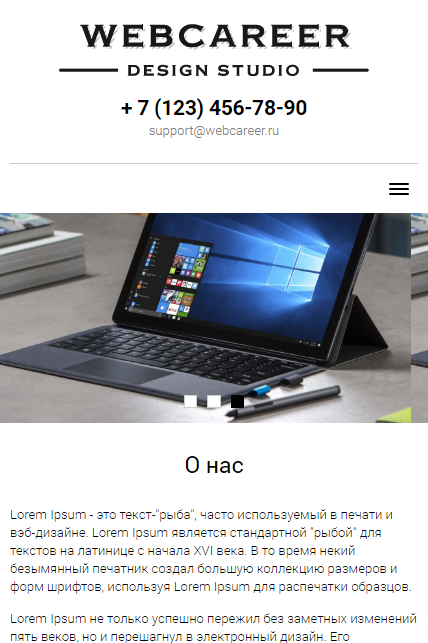 WEBCAREER
DESIGN STUDIO
+ 7 (123) 456-78-90
support@webcareer.ru
О нас
Lorem Ipsum - это текст-"рыба", часто используемый в печати и
вэб-дизайне. Lorem Ipsum является стандартной "рыбой" для
текстов на латинице с начала XVI века. В то время некий
безымянный печатник создал большую коллекцию размеров и
форм шрифтов, используя Lorem Ipsum для распечатки образцов.
Lorem Ipsum не только успешно пережил без заметных изменений
пять веков, но и перешагнул в электронный дизайн. Его